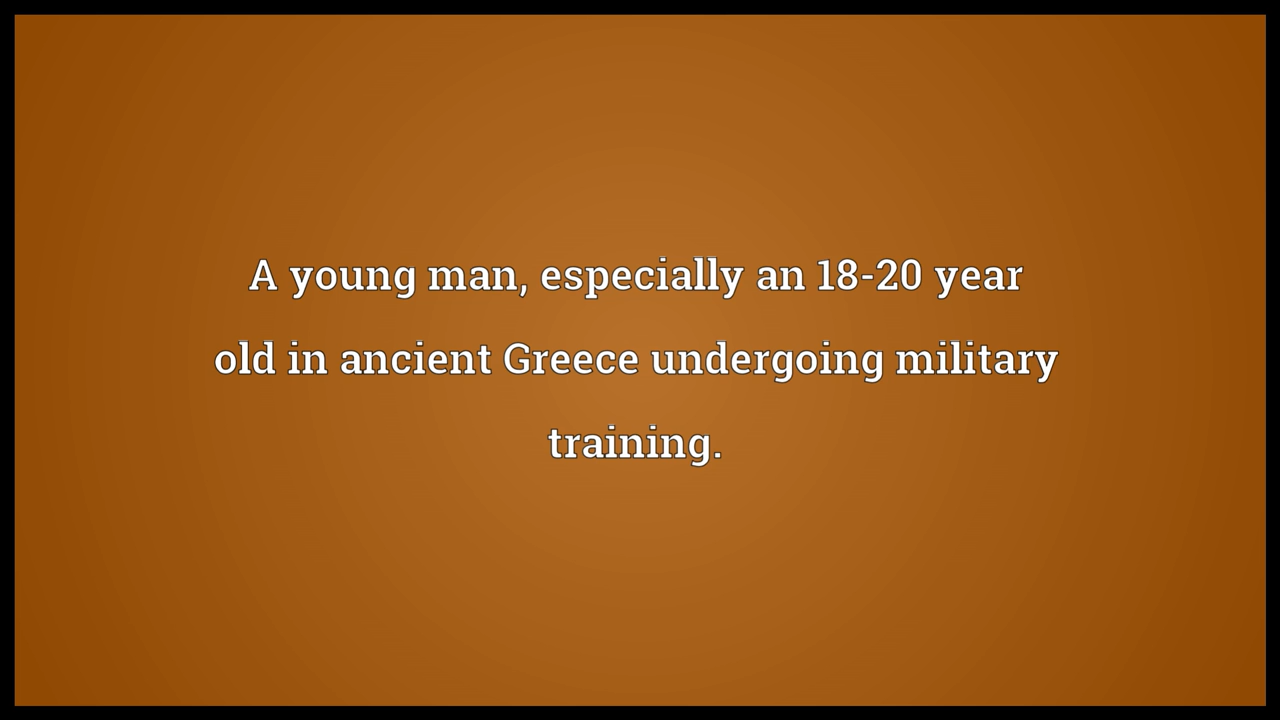 A young man, especially an 18-20 year
old in ancient Greece undergoing military
training.